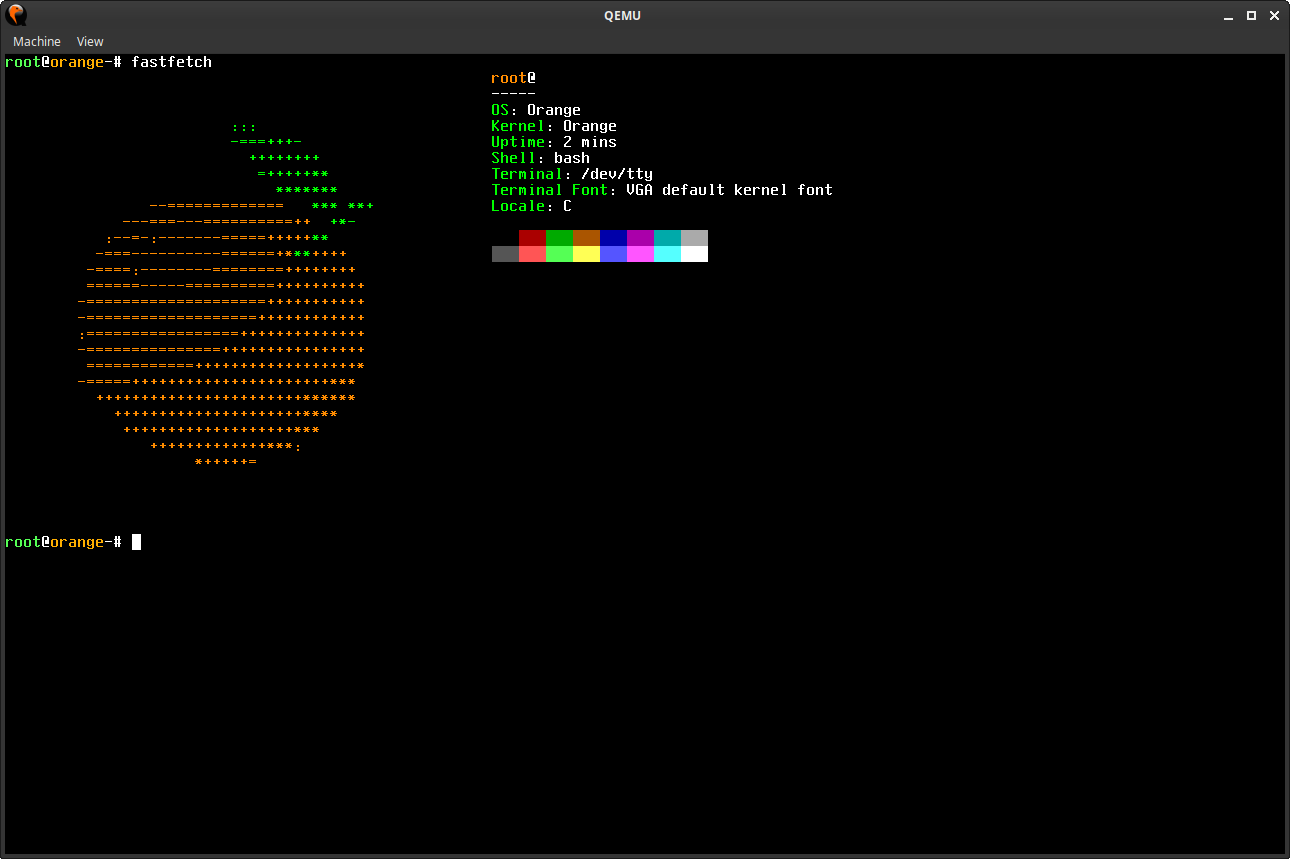 QEMU
Machine View
root@orange-# fastfetch
root@
-----
OS: Orange
Kernel: Orange
Uptime: 2 mins
Shell: bash
Terminal: /dev/tty
Terminal Font: VGA default kernel font
Locale: C
root@orange-#